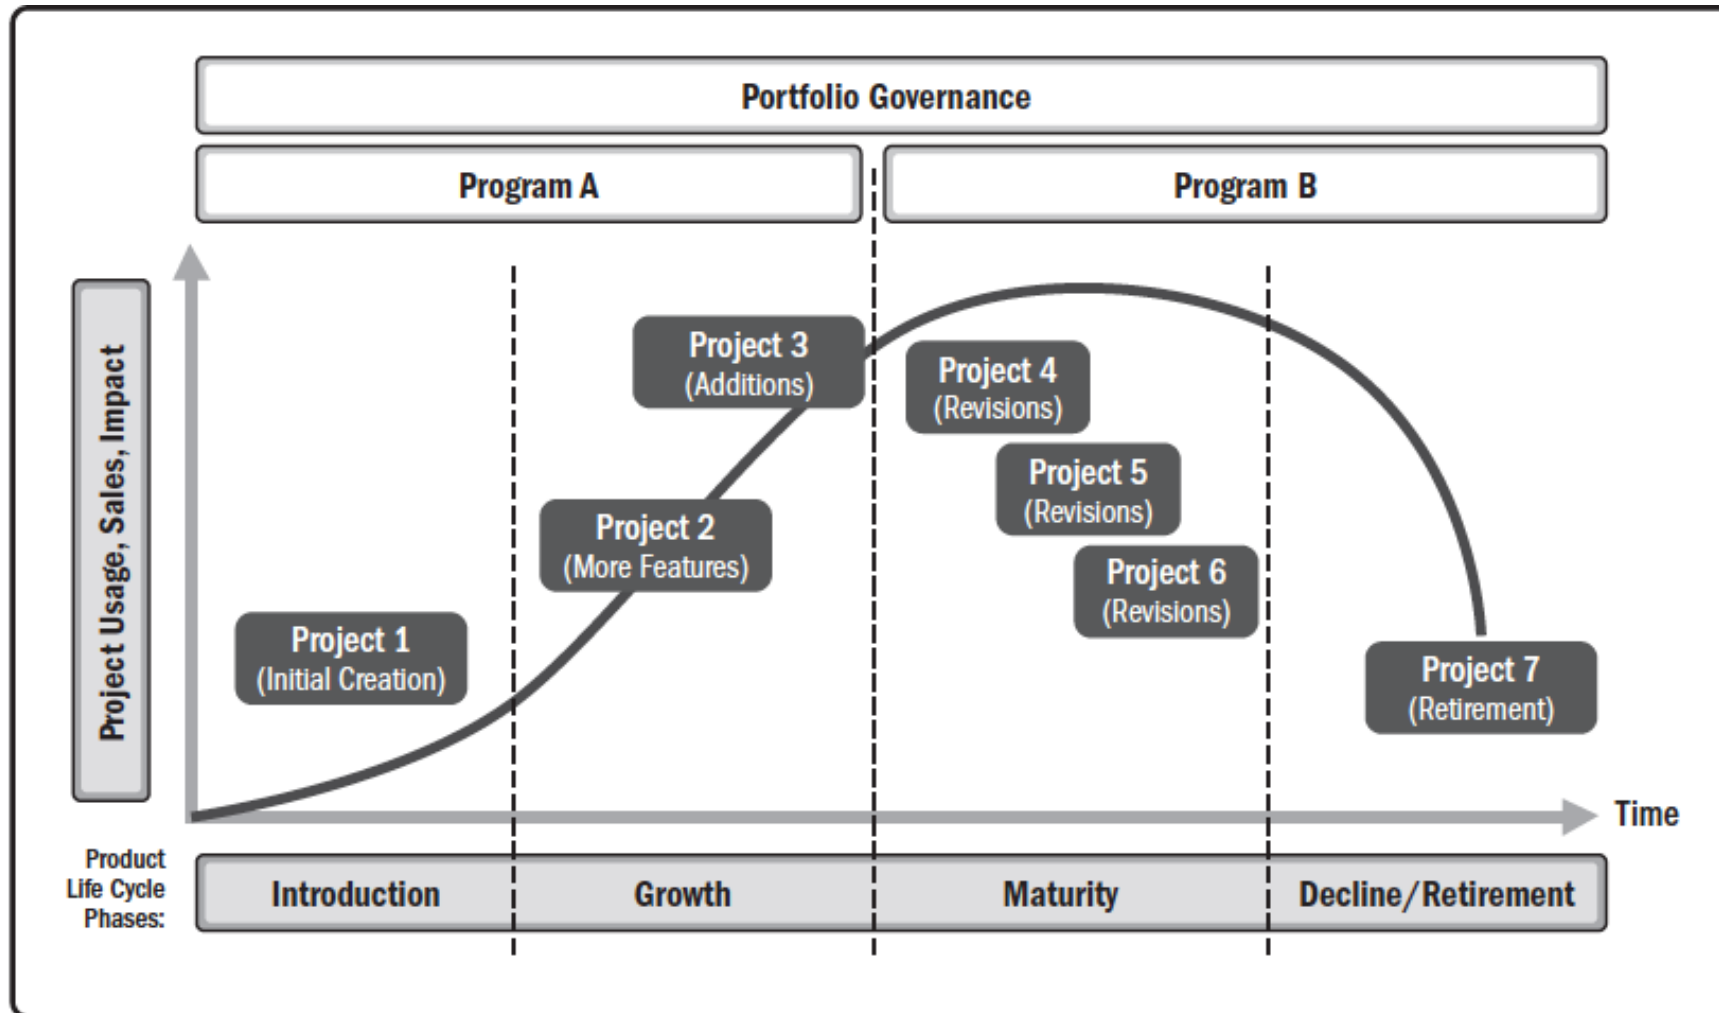 Portfolio Governance
Program A
Program B
Project Usage, Sales, Impact
Project 3
(Additions)
Project 4
(Revisions)
Project 5
(Revisions)
Project 2
(More Features)
Project 6
(Revisions)
Project 1
(Initial Creation)
Project 7
(Retirement)
Time
Product
Life Cycle
Phases:
Introduction
Growth
Maturity
Decline/Retirement